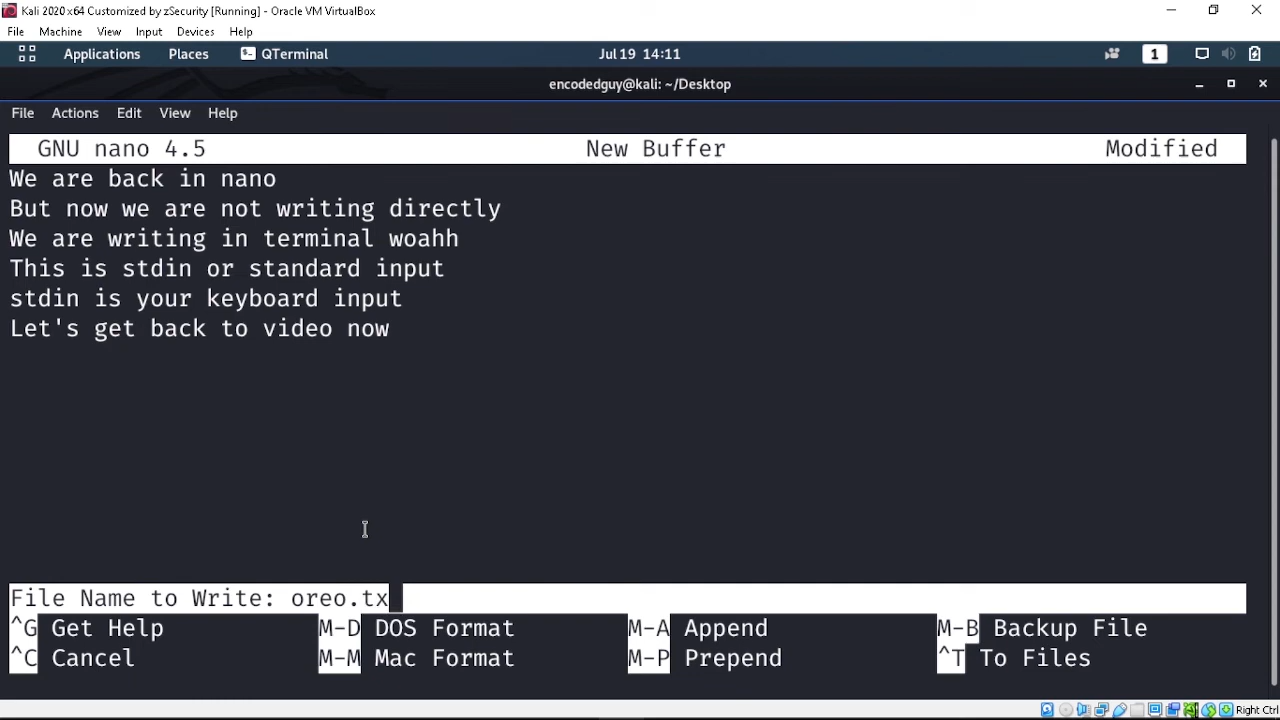 Kali 2020 x64 Customized by zSecurity [Running] - Oracle VM VirtualBox
File Machine View Input Devices Help
Applications Places QTerminal Jul 19 14:11 1
encodedguy@kali: ~/Desktop
File Actions Edit View Help
GNU nano 4.5 New Buffer Modified
We are back in nano
But now we are not writing directly
We are writing in terminal woahh
This is stdin or standard input
stdin is your keyboard input
Let's get back to video now
File Name to Write: oreo.tx
^G Get Help M-D DOS Format M-A Append M-B Backup File
^C Cancel M-M Mac Format M-P Prepend ^T To Files
Right Ctrl